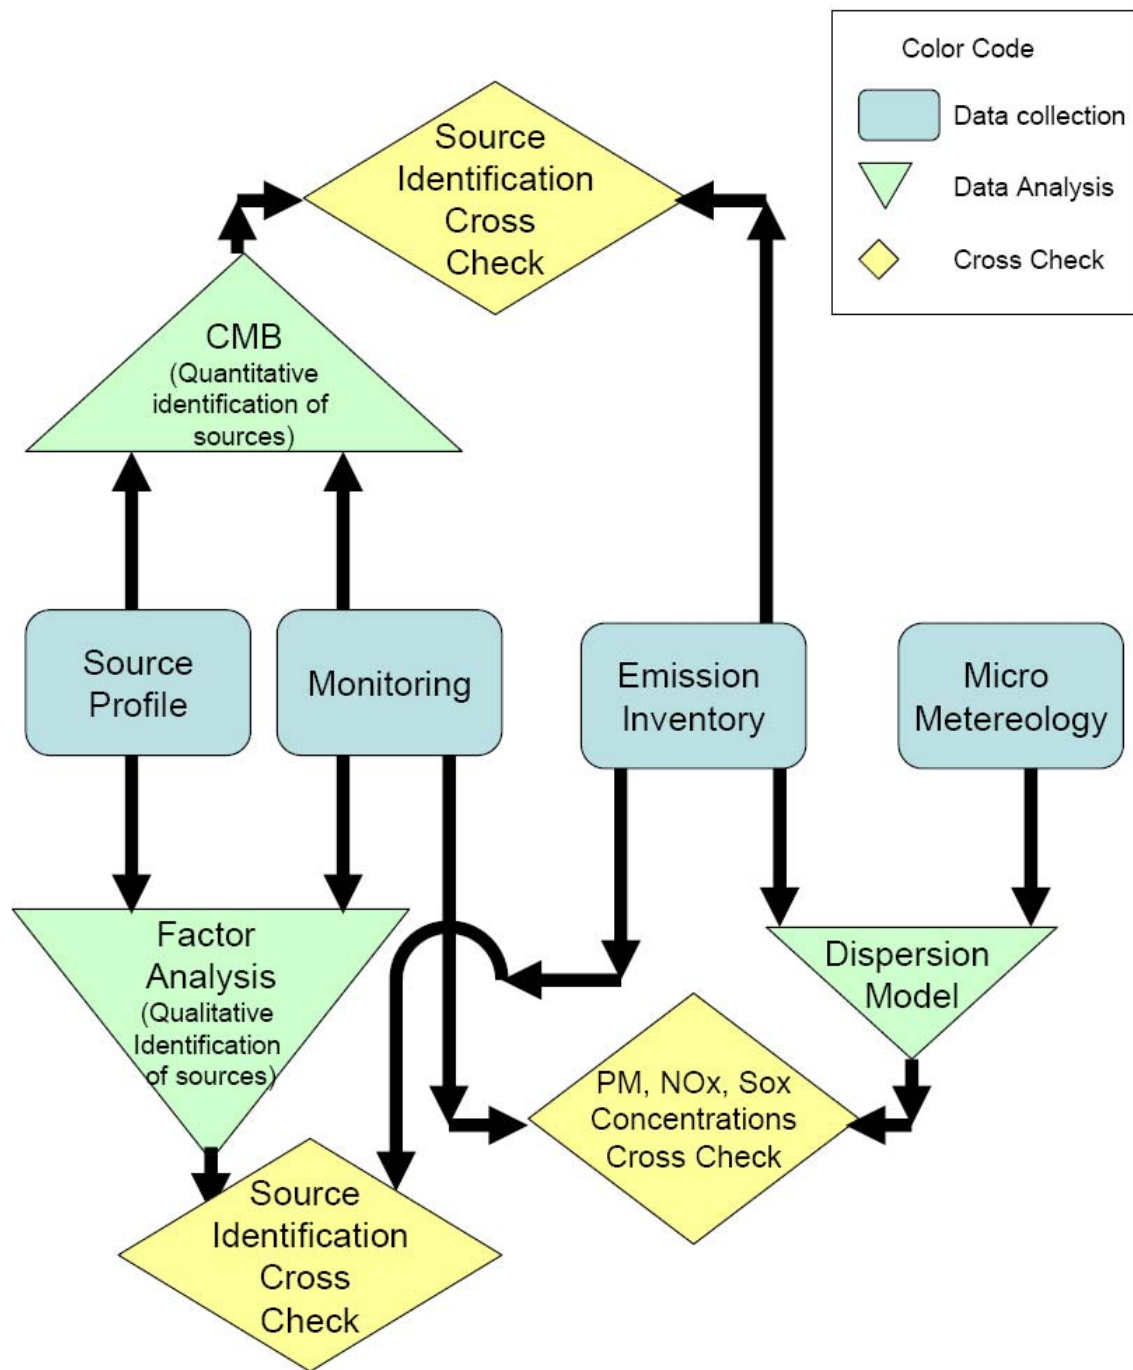 Color Code
Data collection
Data Analysis
Cross Check
Source
Identification
Cross
Check
CMB
(Quantitative
identification of
sources)
Source
Profile
Monitoring
Emission
Inventory
Micro
Metereology
Factor
Analysis
(Qualitative
Identification
of sources)
Dispersion
Model
PM, NOx, Sox
Concentrations
Cross Check
Source
Identification
Cross
Check